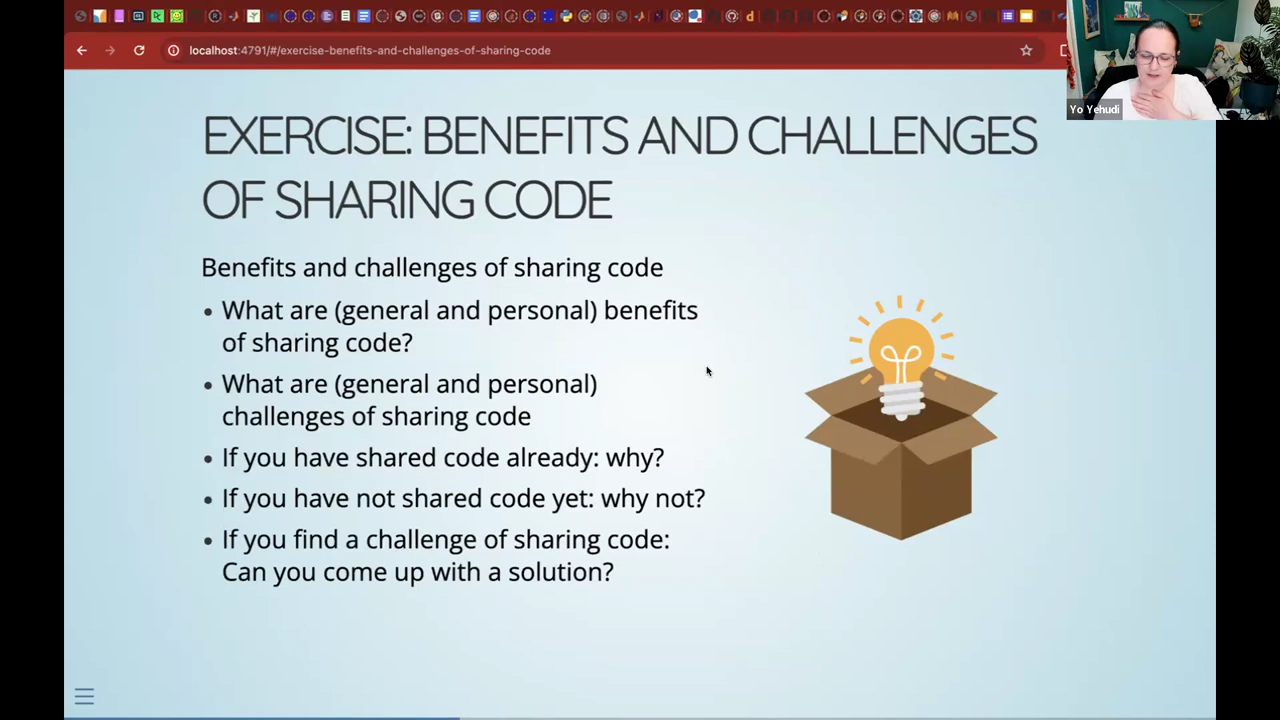 localhost:4791/#/exercise-benefits-and-challenges-of-sharing-code
Yo Yehudi
EXERCISE: BENEFITS AND CHALLENGES
OF SHARING CODE
Benefits and challenges of sharing code
• What are (general and personal) benefits
of sharing code?
• What are (general and personal)
challenges of sharing code
• If you have shared code already: why?
• If you have not shared code yet: why not?
• If you find a challenge of sharing code:
Can you come up with a solution?